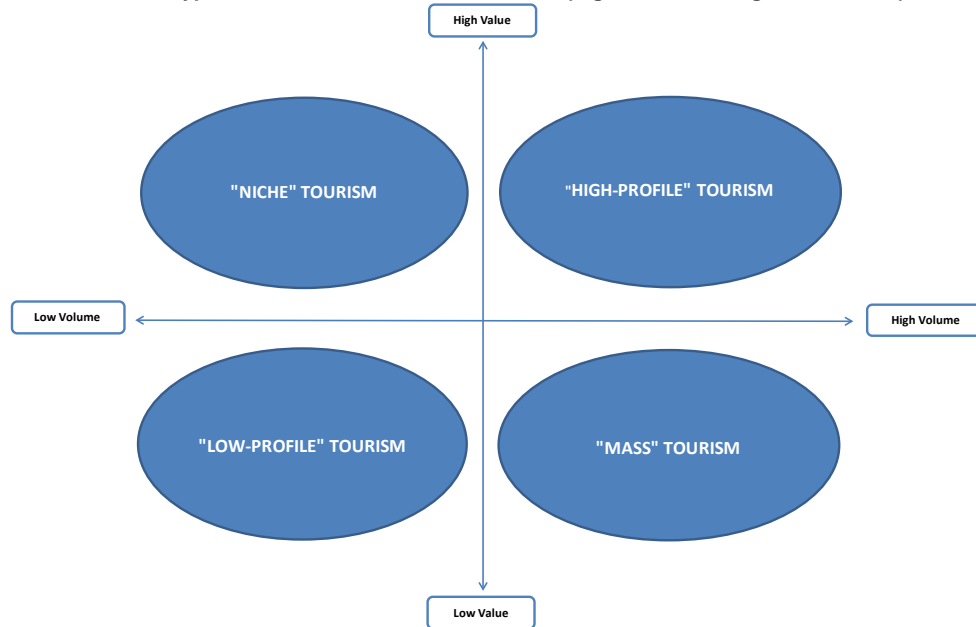 High Value
"NICHE" TOURISM
"HIGH-PROFILE" TOURISM
Low Volume
High Volume
"LOW-PROFILE" TOURISM
"MASS" TOURISM
Low Value